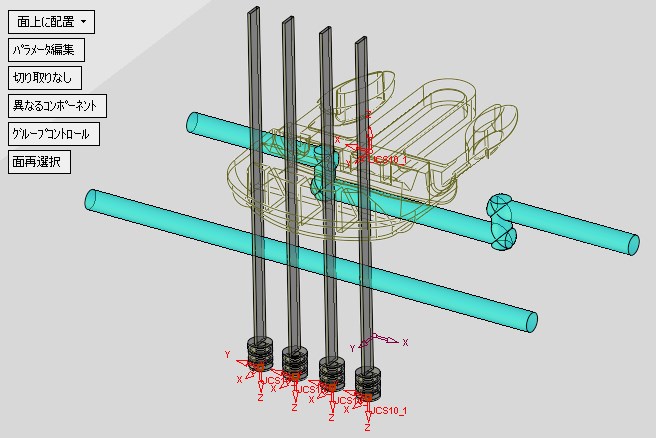 面上に配置
ﾊﾟﾗﾒｰﾀ編集
切り取りなし
異なるｺﾝﾎﾟｰﾈﾝﾄ
ｸﾞﾙｰﾌﾟｺﾝﾄﾛｰﾙ
面再選択
Z
X
Y
UCS10_1
X
Y
Y
X
Z
UCS10
X
Z
X
Z
X
Z
UCS10_1